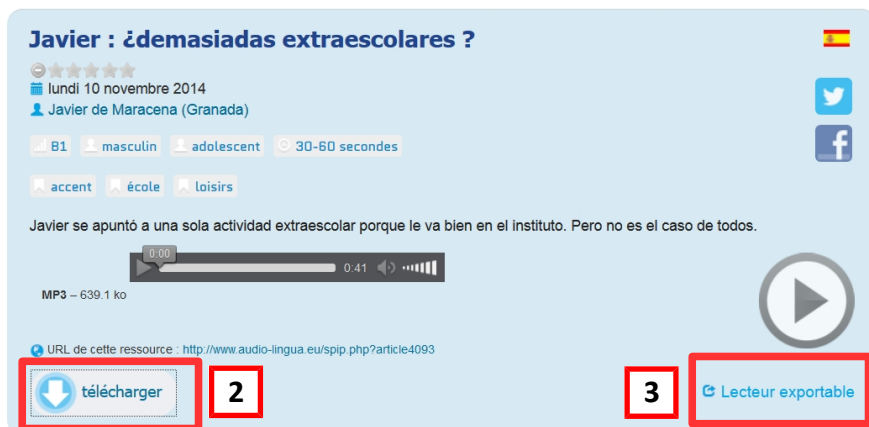 Javier : ¿demasiadas extraescolares ?
lundi 10 novembre 2014
Javier de Maracena (Granada)
B1 masculin adolescent 30-60 secondes
accent école loisirs
Javier se apuntó a una sola actividad extraescolar porque le va bien en el instituto. Pero no es el caso de todos.
0:00
0:41
MP3 – 639.1 ko
URL de cette ressource : http://www.audio-lingua.eu/spip.php?article4093
télécharger 2 3 Lecteur exportable